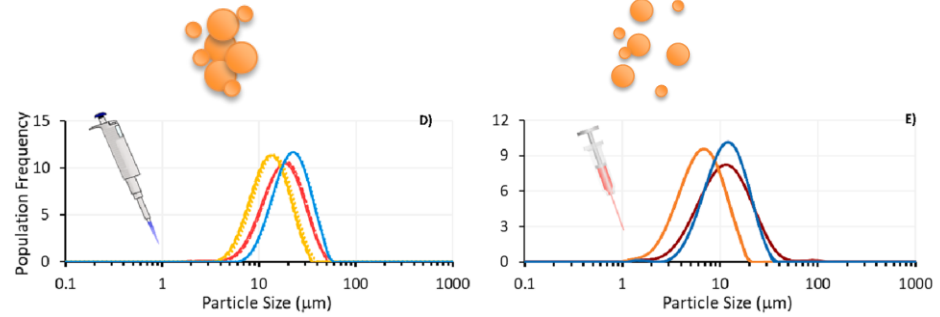 D)
Population Frequency
15
10
5
0
0.1 1 10 100 1000
Particle Size (μm)
E)
12
9
6
3
0
0.1 1 10 100 1000
Particle Size (μm)